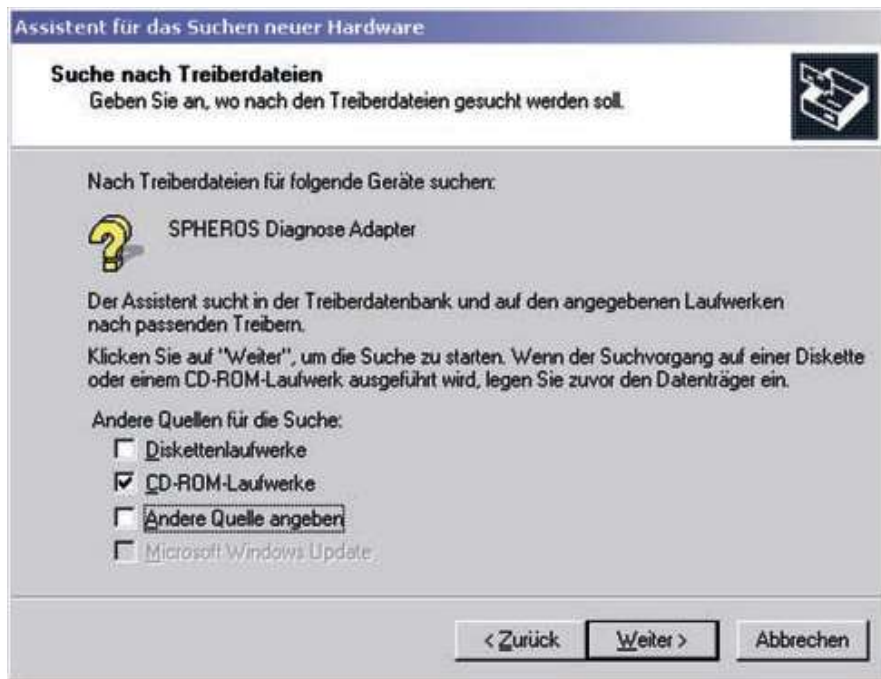 Assistent für das Suchen neuer Hardware
Suche nach Treiberdateien
Geben Sie an, wo nach den Treiberdateien gesucht werden soll.
Nach Treiberdateien für folgende Geräte suchen:
SPHEROS Diagnose Adapter
Der Assistent sucht in der Treiberdatenbank und auf den angegebenen Laufwerken
nach passenden Treibern.
Klicken Sie auf "Weiter", um die Suche zu starten. Wenn der Suchvorgang auf einer Diskette
oder einem CD-ROM-Laufwerk ausgeführt wird, legen Sie zuvor den Datenträger ein.
Andere Quellen für die Suche:
Diskettenlaufwerke
CD-ROM-Laufwerke
Andere Quelle angeben
Microsoft Windows Update
< Zurück Weiter > Abbrechen